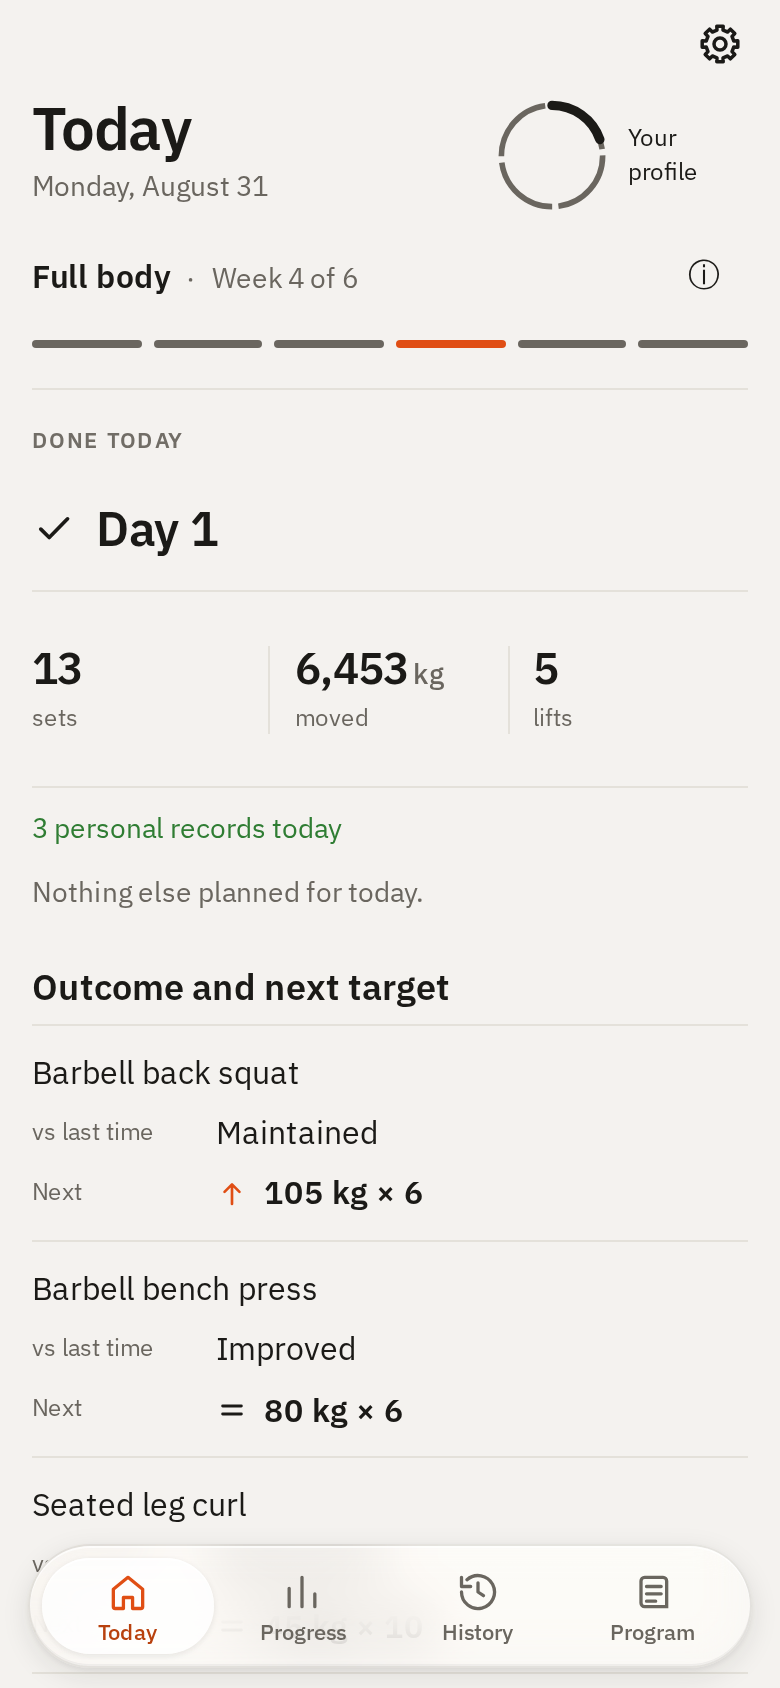 Today
Monday, August 31
Your
profile
Full body · Week 4 of 6
DONE TODAY
Day 1
13
sets
6,453 kg
moved
5
lifts
3 personal records today
Nothing else planned for today.
Outcome and next target
Barbell back squat
vs last time Maintained
Next ↑ 105 kg × 6
Barbell bench press
vs last time Improved
Next = 80 kg × 6
Seated leg curl
Today
Progress
History
Program